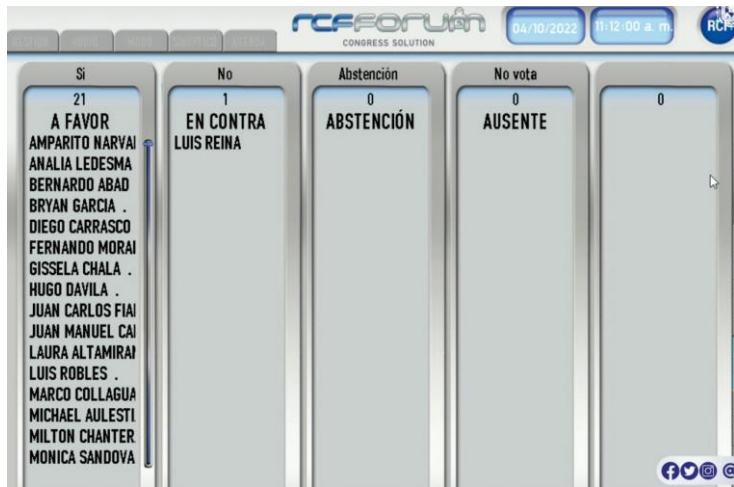 RCFFORUM
CONGRESS SOLUTION
04/10/2022
11:12:00 a. m.
RCF
Si
21
A FAVOR
AMPARITO NARVAI
ANALIA LEDESMA
BERNARDO ABAD
BRYAN GARCIA .
DIEGO CARRASCO
FERNANDO MORAI
GISSELA CHALA .
HUGO DAVILA .
JUAN CARLOS FIAI
JUAN MANUEL CAI
LAURA ALTAMIRAI
LUIS ROBLES .
MARCO COLLAGUA
MICHAEL AULESTI
MILTON CHANTER
MONICA SANDOVA
No
1
EN CONTRA
LUIS REINA
Abstención
0
ABSTENCIÓN
No vota
0
AUSENTE
0